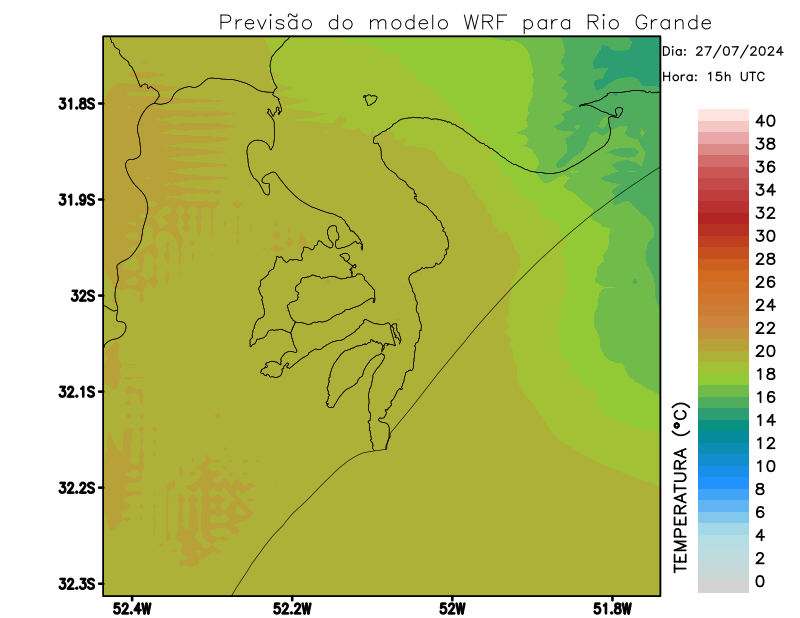 Previsão do modelo WRF para Rio Grande
Dia: 27/07/2024
Hora: 15h UTC
31.8S
31.9S
32S
32.1S
32.2S
32.3S
52.4W
52.2W
52W
51.8W
TEMPERATURA (°C)
40
38
36
34
32
30
28
26
24
22
20
18
16
14
12
10
8
6
4
2
0